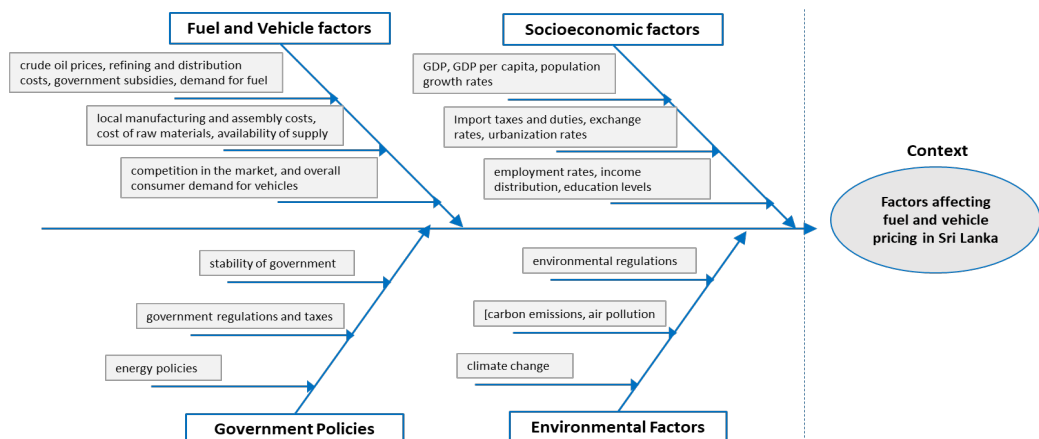 Fuel and Vehicle factors
crude oil prices, refining and distribution
costs, government subsidies, demand for fuel
local manufacturing and assembly costs,
cost of raw materials, availability of supply
competition in the market, and overall
consumer demand for vehicles
Socioeconomic factors
GDP, GDP per capita, population
growth rates
Import taxes and duties, exchange
rates, urbanization rates
employment rates, income
distribution, education levels
Context
Factors affecting
fuel and vehicle
pricing in Sri Lanka
stability of government
government regulations and taxes
energy policies
Government Policies
environmental regulations
[carbon emissions, air pollution
climate change
Environmental Factors